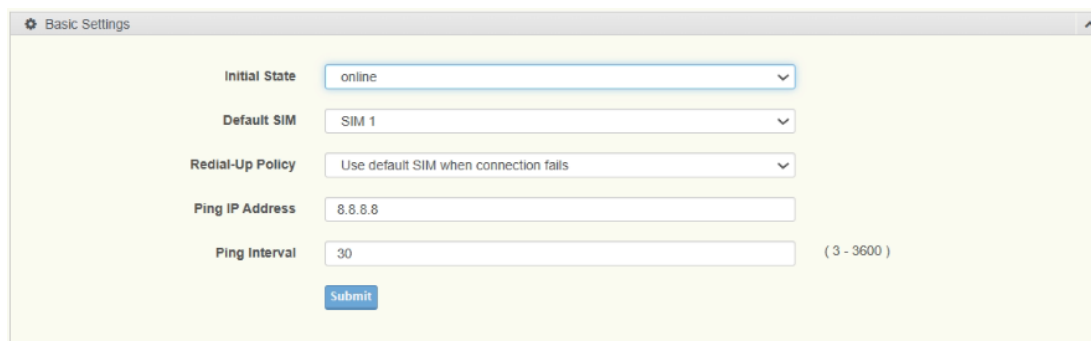 Basic Settings
Initial State online
Default SIM SIM 1
Redial-Up Policy Use default SIM when connection fails
Ping IP Address 8.8.8.8
Ping Interval 30 ( 3 - 3600 )
Submit